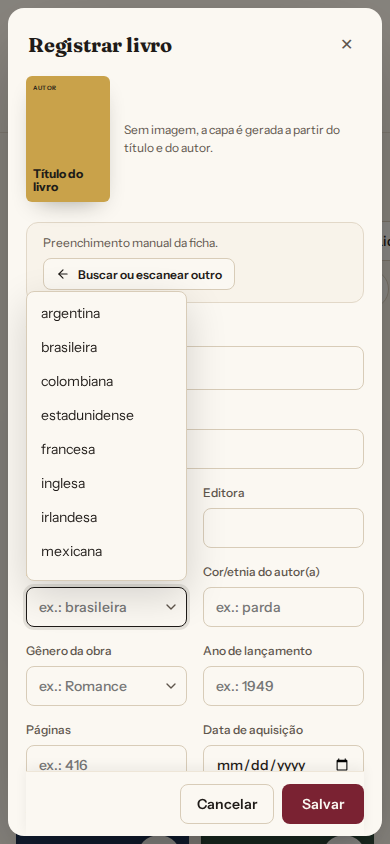 Registrar livro
AUTOR
Título do
livro
Sem imagem, a capa é gerada a partir do
título e do autor.
Preenchimento manual da ficha.
Buscar ou escanear outro
argentina
brasileira
colombiana
estadunidense
francesa
inglesa
irlandesa
mexicana
Editora
Cor/etnia do autor(a)
ex.: brasileira
ex.: parda
Gênero da obra
Ano de lançamento
ex.: Romance
ex.: 1949
Páginas
Data de aquisição
ex.: 416
mm/dd/yyyy
Cancelar
Salvar